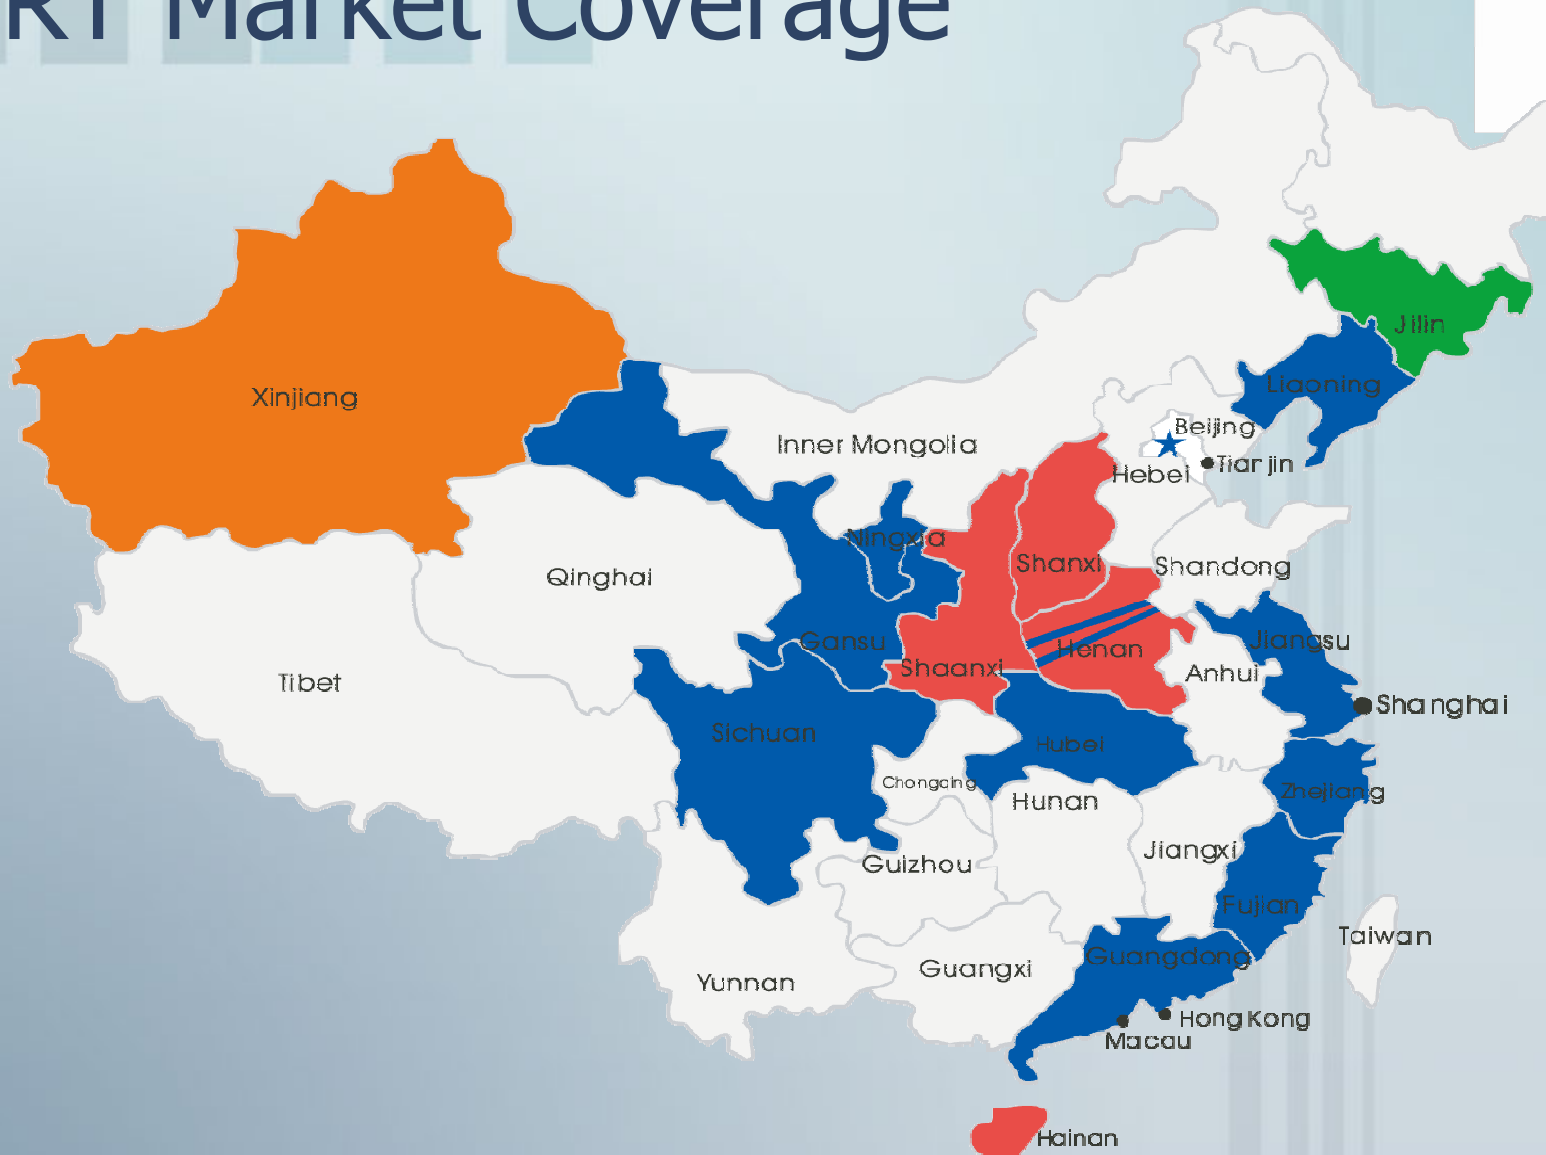 RT Market Coverage
Jilin
Liaoning
Xinjiang
Beijing
Inner Mongolia
Tianjin
Hebei
Ningxia
Shanxi
Shandong
Qinghai
Gansu
Jiangsu
Henan
Shaanxi
Anhui
Tibet
Shanghai
Sichuan
Hubei
Chongqing
Zhejiang
Hunan
Jiangxi
Guizhou
Fujian
Taiwan
Guangdong
Guangxi
Yunnan
Hong Kong
Macau
Hainan